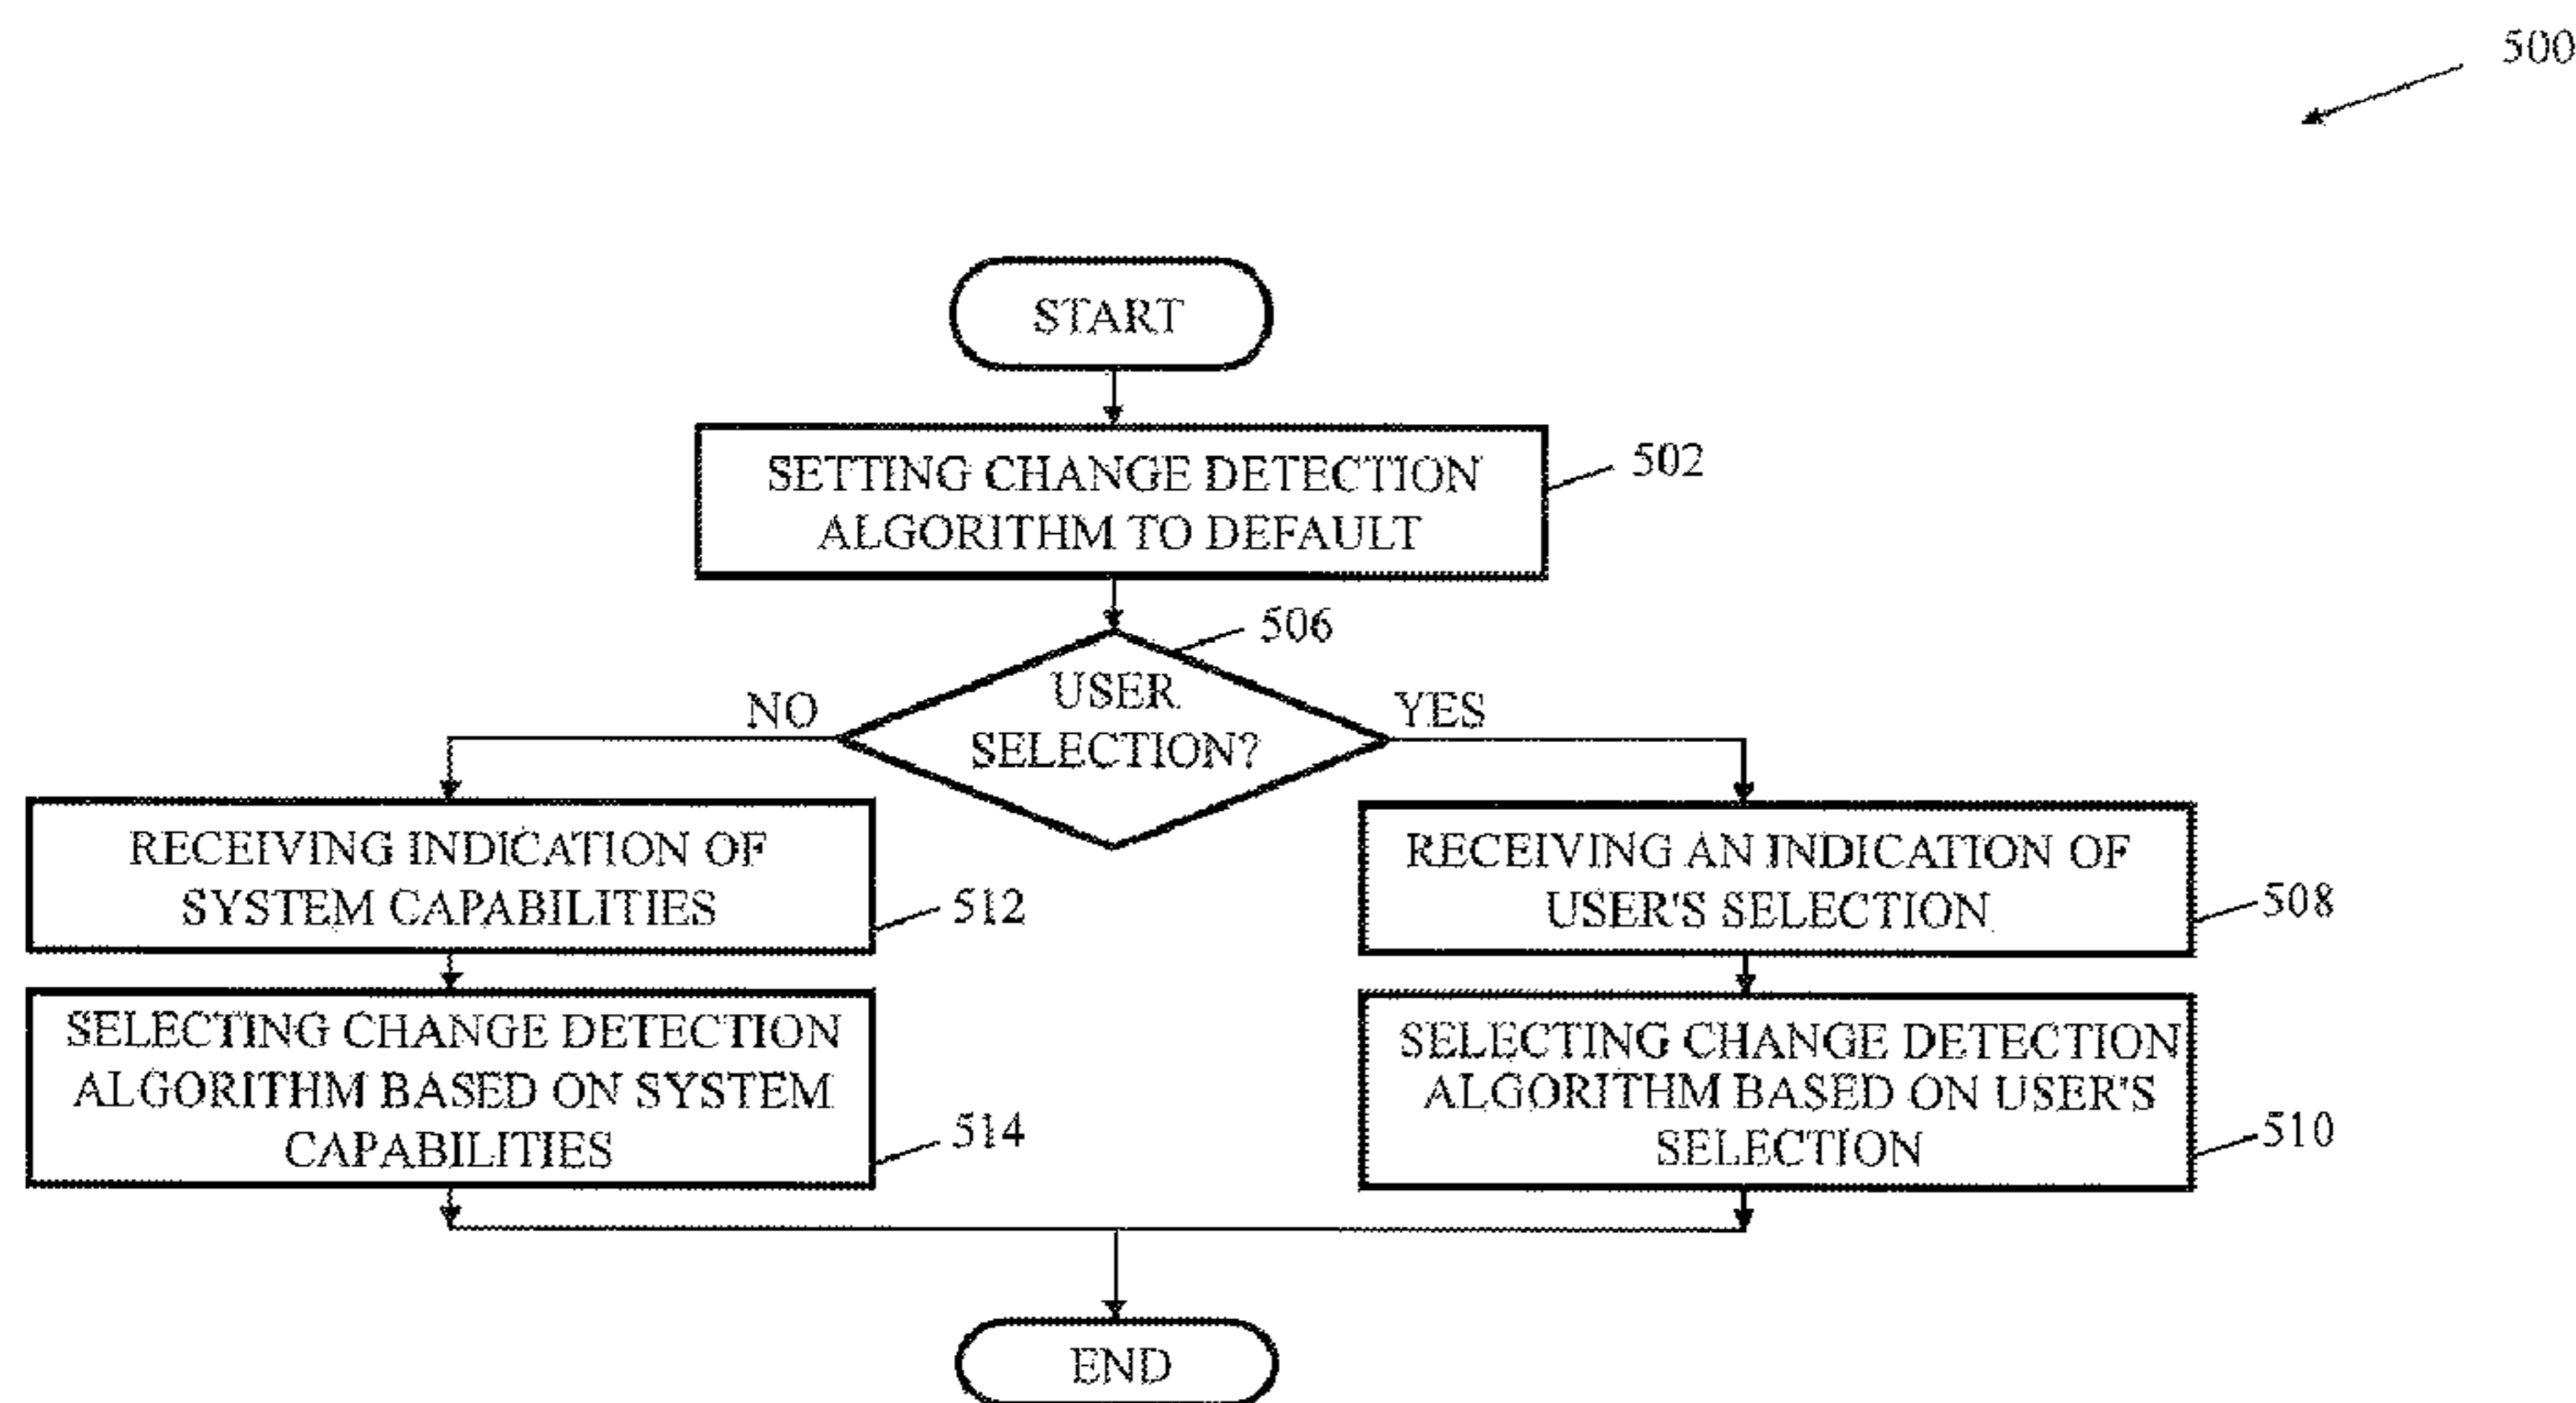 500
START
SETTING CHANGE DETECTION
ALGORITHM TO DEFAULT
502
506
USER
SELECTION?
NO
YES
RECEIVING INDICATION OF
SYSTEM CAPABILITIES
512
RECEIVING AN INDICATION OF
USER'S SELECTION
508
SELECTING CHANGE DETECTION
ALGORITHM BASED ON SYSTEM
CAPABILITIES
514
SELECTING CHANGE DETECTION
ALGORITHM BASED ON USER'S
SELECTION
510
END